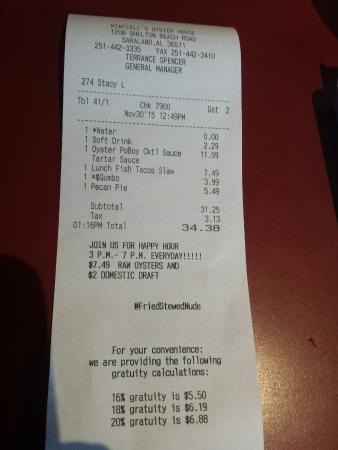 WINTZELL'S OYSTER HOUSE
1208 SHELTON BEACH ROAD
SARALAND,AL 36571
251-442-3335 FAX 251-442-3410
TERRANCE SPENCER
GENERAL MANAGER
274 Stacy L
Tbl 41/1 Chk 7900 Gst 2
Nov30'15 12:49PM
1 *Water 0.00
1 Soft Drink 2.29
1 Oyster PoBoy Cktl Sauce 11.99
Tartar Sauce
1 Lunch Fish Tacos Slaw 7.49
1 *$Gumbo 3.99
1 Pecan Pie 5.49
Subtotal 31.25
Tax 3.13
01:16PM Total 34.38
JOIN US FOR HAPPY HOUR
3 P.M.- 7 P.M. EVERYDAY!!!!!
$7.49 RAW OYSTERS AND
$2 DOMESTIC DRAFT
#FriedStewedNude
For your convenience:
we are providing the following
gratuity calculations:
16% gratuity is $5.50
18% gratuity is $6.19
20% gratuity is $6.88